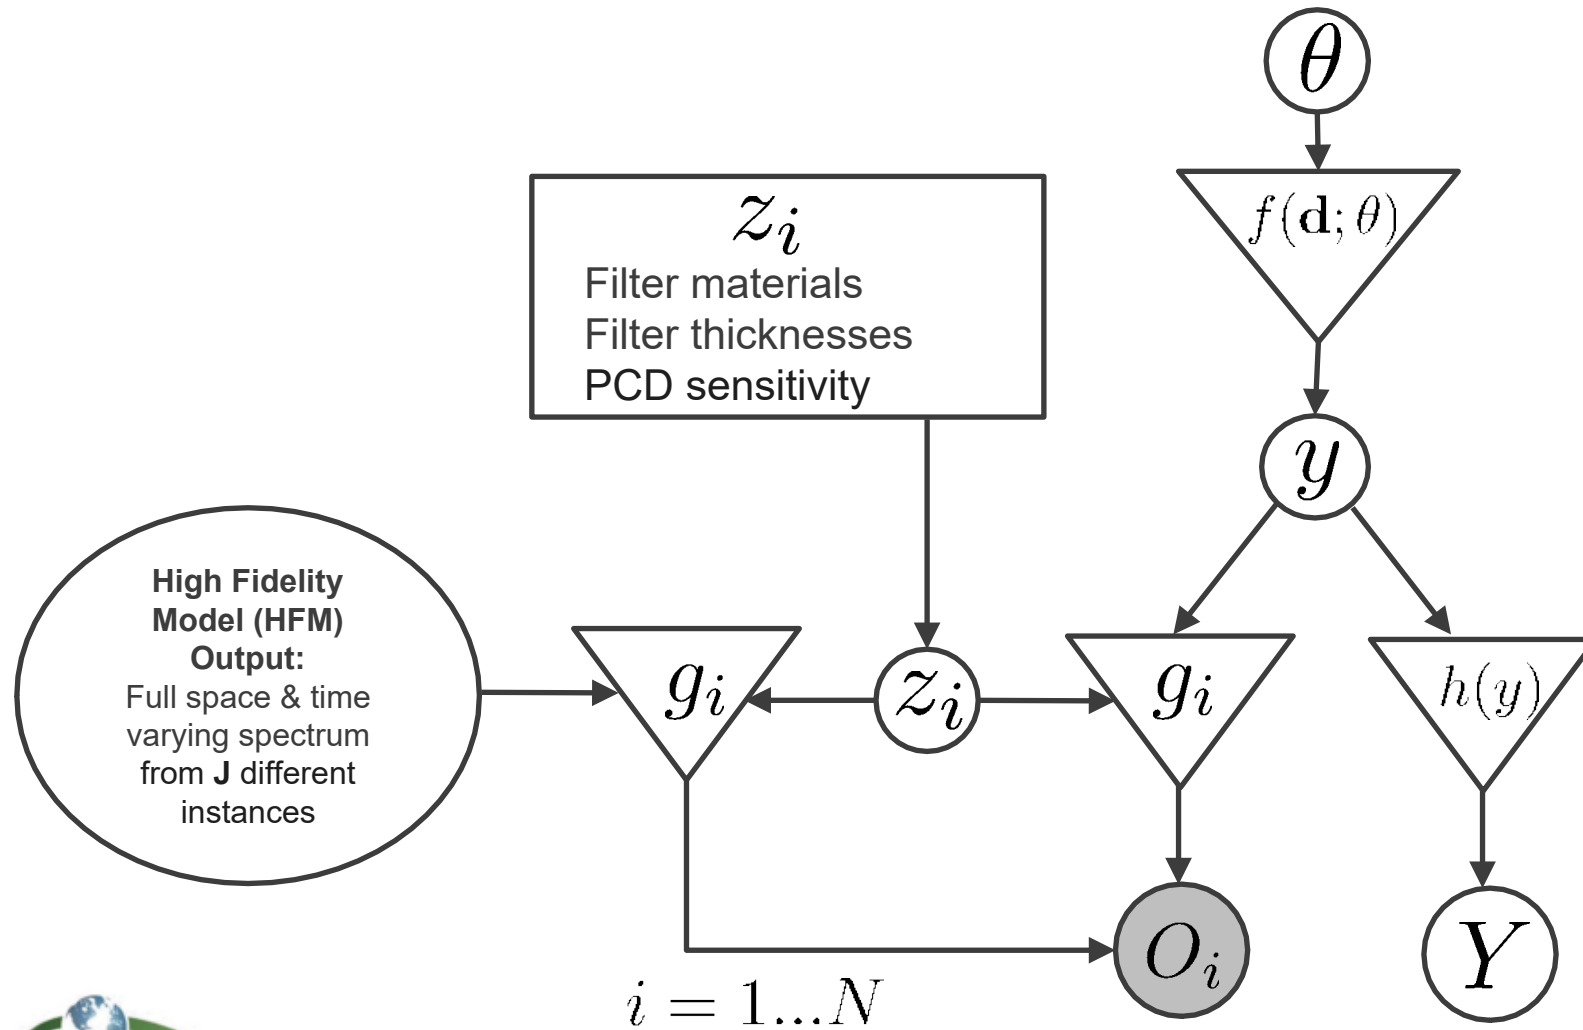 θ
f(d; θ)
z_i
Filter materials
Filter thicknesses
PCD sensitivity
y
High Fidelity
Model (HFM)
Output:
Full space & time
varying spectrum
from J different
instances
g_i
z_i
g_i
h(y)
O_i
Y
i = 1...N